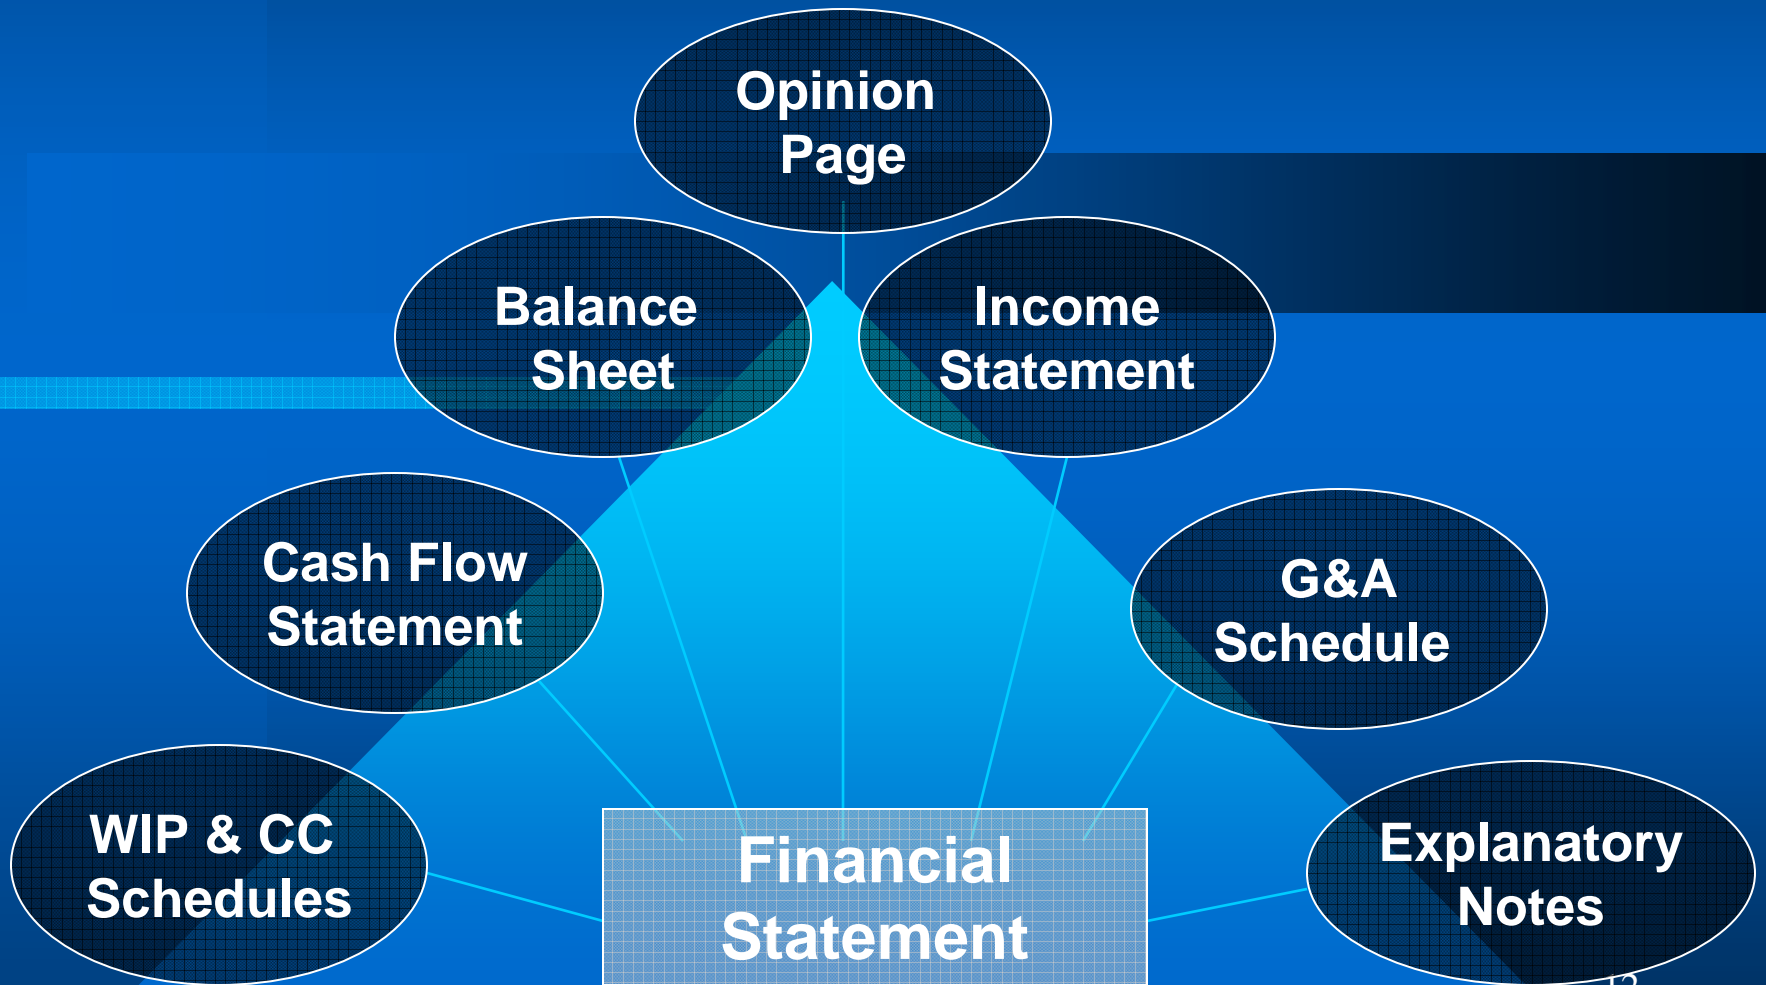 Opinion
Page
Balance
Sheet
Income
Statement
Cash Flow
Statement
G&A
Schedule
WIP & CC
Schedules
Explanatory
Notes
Financial
Statement